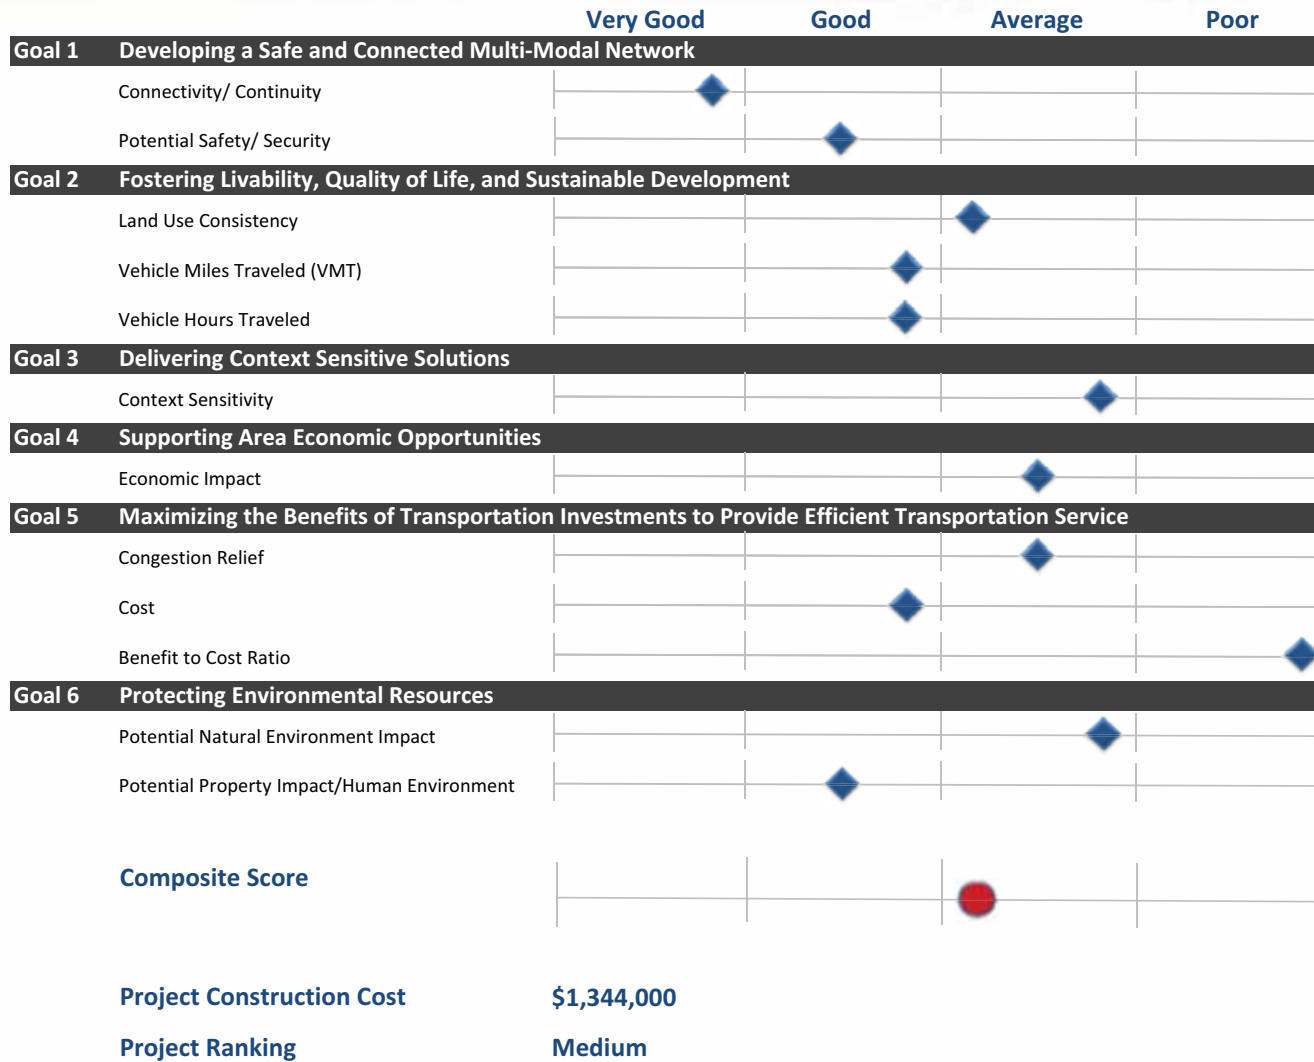 Very Good Good Average Poor
Goal 1 Developing a Safe and Connected Multi-Modal Network
Connectivity/ Continuity
Potential Safety/ Security
Goal 2 Fostering Livability, Quality of Life, and Sustainable Development
Land Use Consistency
Vehicle Miles Traveled (VMT)
Vehicle Hours Traveled
Goal 3 Delivering Context Sensitive Solutions
Context Sensitivity
Goal 4 Supporting Area Economic Opportunities
Economic Impact
Goal 5 Maximizing the Benefits of Transportation Investments to Provide Efficient Transportation Service
Congestion Relief
Cost
Benefit to Cost Ratio
Goal 6 Protecting Environmental Resources
Potential Natural Environment Impact
Potential Property Impact/Human Environment
Composite Score
Project Construction Cost $1,344,000
Project Ranking Medium